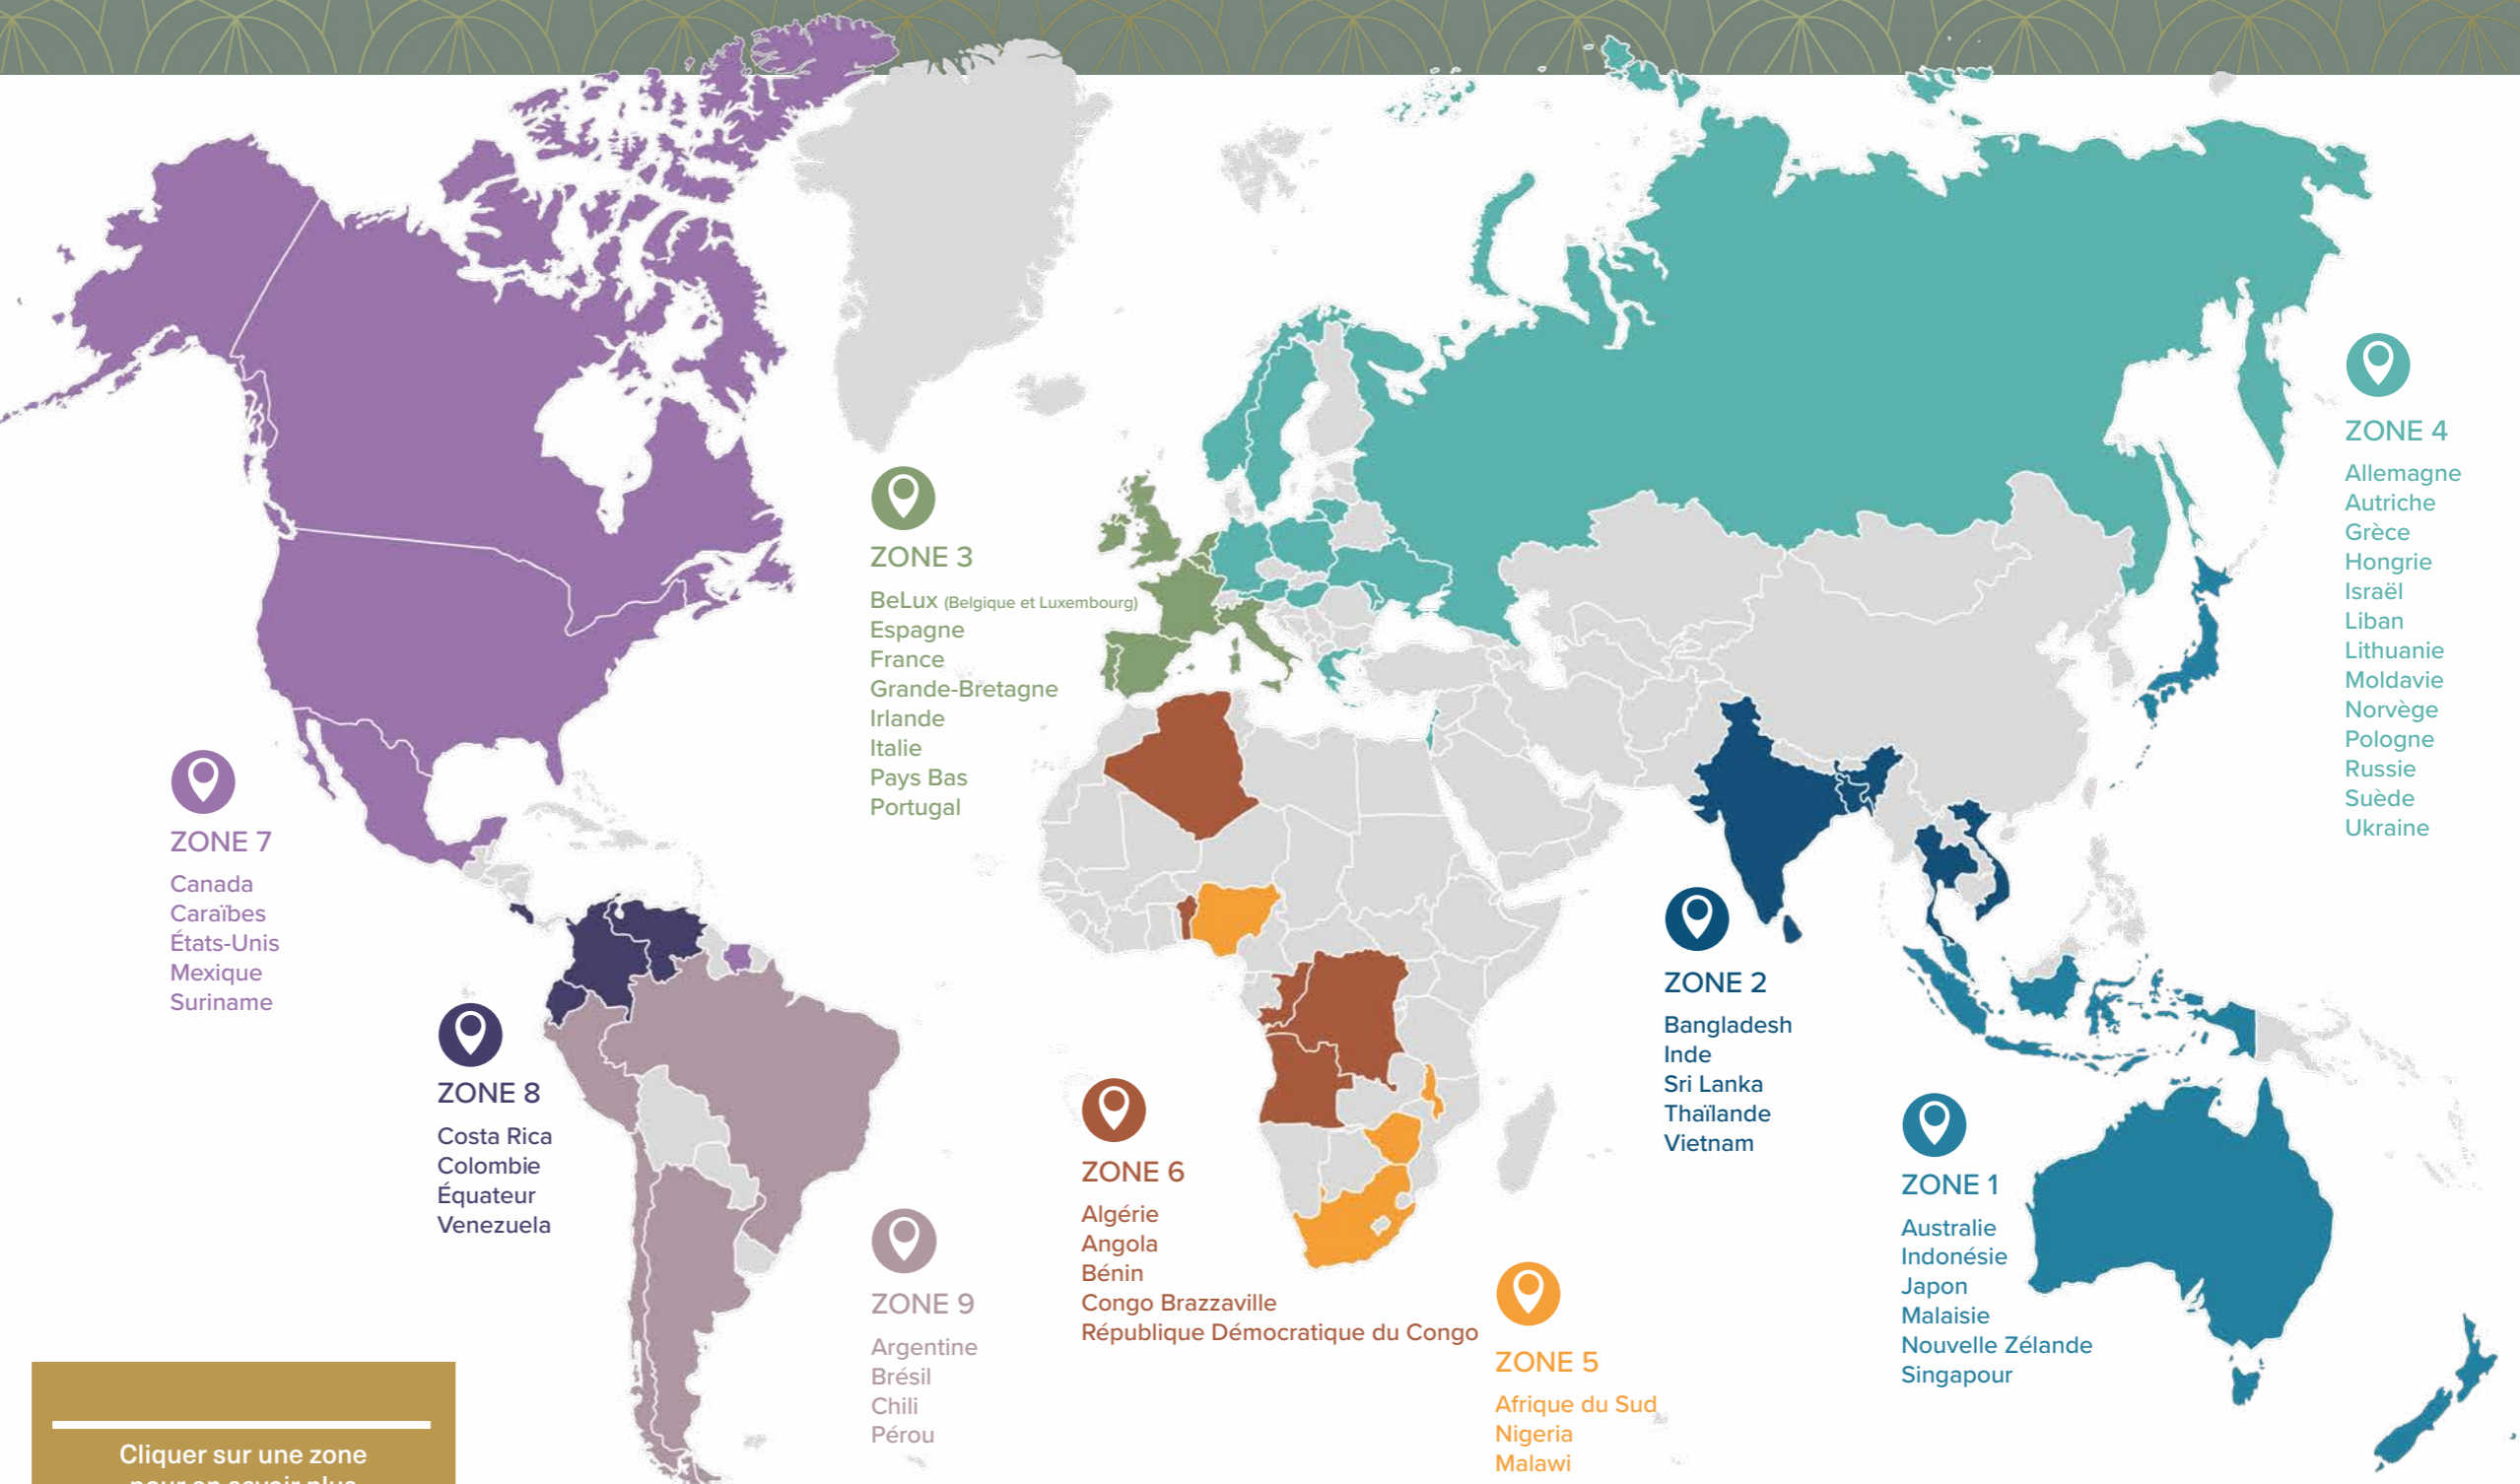 ZONE 4
Allemagne
Autriche
Grèce
Hongrie
Israël
Liban
Lithuanie
Moldavie
Norvège
Pologne
Russie
Suède
Ukraine
ZONE 3
BeLux (Belgique et Luxembourg)
Espagne
France
Grande-Bretagne
Irlande
Italie
Pays Bas
Portugal
ZONE 7
Canada
Caraïbes
États-Unis
Mexique
Suriname
ZONE 2
Bangladesh
Inde
Sri Lanka
Thaïlande
Vietnam
ZONE 8
Costa Rica
Colombie
Équateur
Venezuela
ZONE 6
Algérie
Angola
Bénin
Congo Brazzaville
République Démocratique du Congo
ZONE 1
Australie
Indonésie
Japon
Malaisie
Nouvelle Zélande
Singapour
ZONE 9
Argentine
Brésil
Chili
Pérou
ZONE 5
Afrique du Sud
Nigeria
Malawi
Cliquer sur une zone
pour en savoir plus